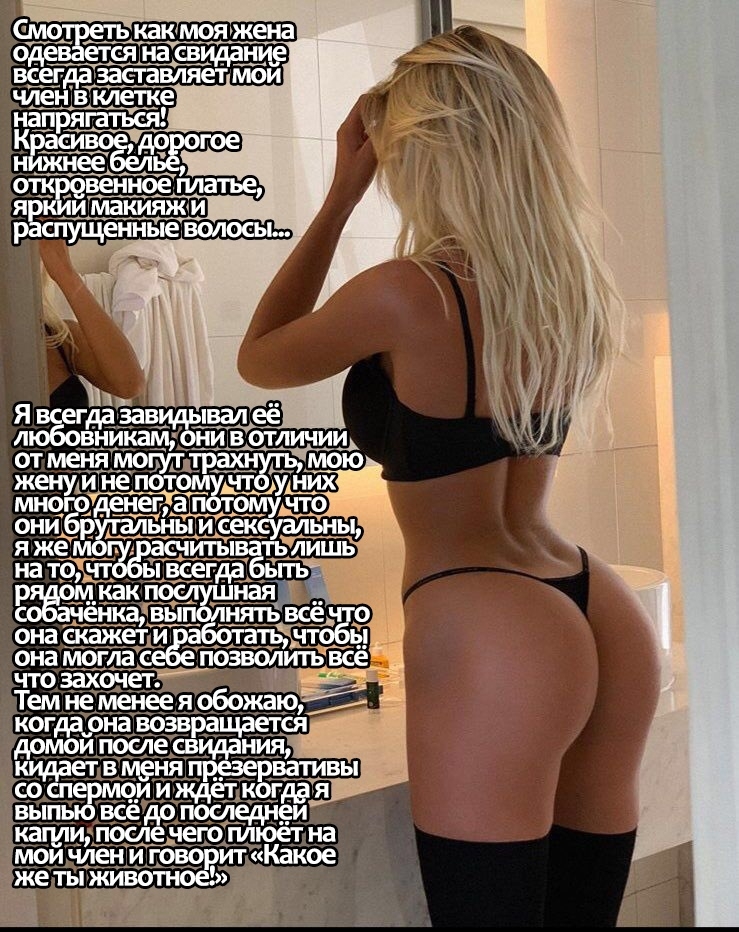 Смотреть как моя жена
одевается на свидание
всегда заставляет мой
член в клетке
напрягаться!
Красивое, дорогое
нижнее бельё,
откровенное платье,
яркий макияж и
распущенные волосы...
Я всегда завидывал её
любовникам, они в отличии
от меня могут трахнуть, мою
жену и не потому что у них
много денег, а потому что
они брутальны и сексуальны,
я же могу расчитывать лишь
на то, чтобы всегда быть
рядом как послушная
собачёнка, выполнять всё что
она скажет и работать, чтобы
она могла себе позволить всё
что захочет.
Тем не менее я обожаю,
когда она возвращается
домой после свидания,
кидает в меня презервативы
со спермой и ждёт когда я
выпью всё до последней
капли, после чего плюёт на
мой член и говорит «Какое
же ты животное!»